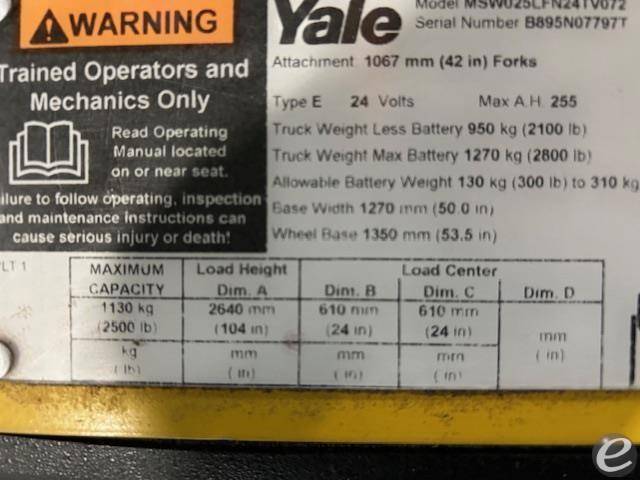 WARNING
Trained Operators and
Mechanics Only
Read Operating
Manual located
on or near seat.
ilure to follow operating, inspection
and maintenance instructions can
cause serious injury or death!
Yale
Model MSW025LFN24TV072
Serial Number B895N07797T
Attachment 1067 mm (42 in) Forks
Type E 24 Volts Max A.H. 255
Truck Weight Less Battery 950 kg (2100 lb)
Truck Weight Max Battery 1270 kg (2800 lb)
Allowable Battery Weight 130 kg (300 lb) to 310 kg
Base Width 1270 mm (50.0 in)
Wheel Base 1350 mm (53.5 in)
LT 1
MAXIMUM CAPACITY Load Height Load Center
Dim. A Dim. B Dim. C Dim. D
1130 kg 2640 mm 610 mm 610 mm
(2500 lb) (104 in) (24 in) (24 in) mm
kg mm mm mm ( in)
( lb) ( in) ( in) ( in)
e